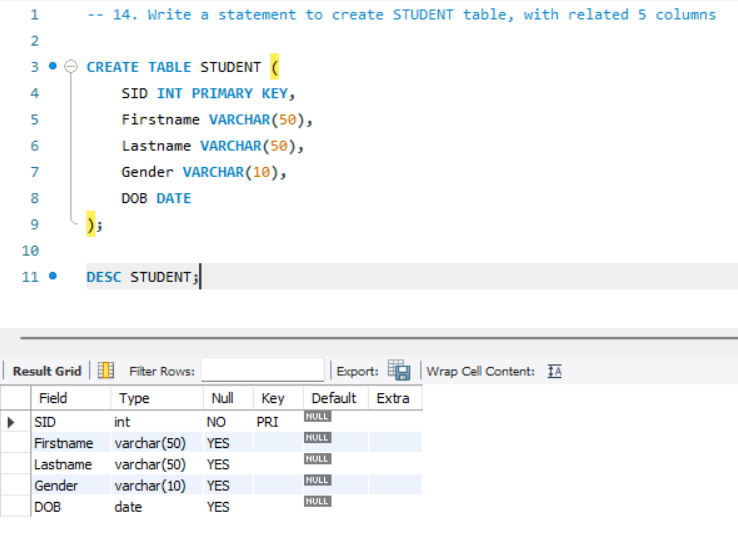 1 -- 14. Write a statement to create STUDENT table, with related 5 columns
2
3 CREATE TABLE STUDENT (
4 SID INT PRIMARY KEY,
5 Firstname VARCHAR(50),
6 Lastname VARCHAR(50),
7 Gender VARCHAR(10),
8 DOB DATE
9 );
10
11 DESC STUDENT;
Result Grid Filter Rows: Export: Wrap Cell Content: IA
Field Type Null Key Default Extra
SID int NO PRI NULL
Firstname varchar(50) YES NULL
Lastname varchar(50) YES NULL
Gender varchar(10) YES NULL
DOB date YES NULL